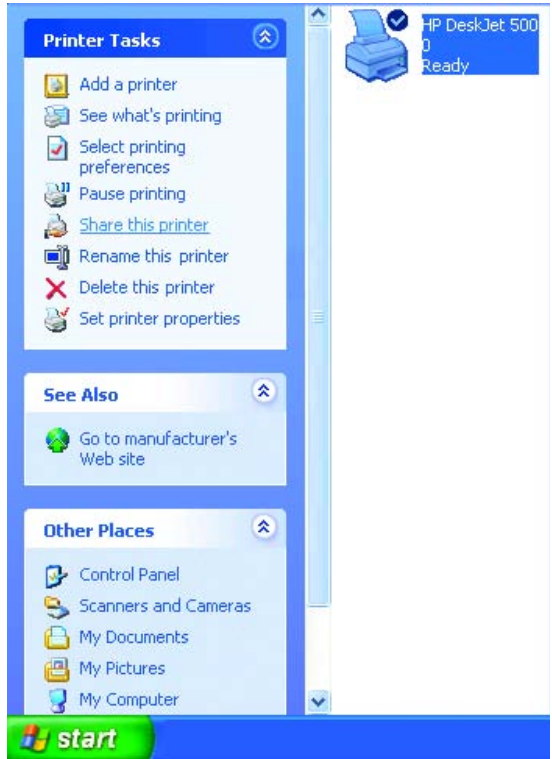 Printer Tasks
Add a printer
See what's printing
Select printing
preferences
Pause printing
Share this printer
Rename this printer
Delete this printer
Set printer properties
See Also
Go to manufacturer's
Web site
Other Places
Control Panel
Scanners and Cameras
My Documents
My Pictures
My Computer
HP DeskJet 500
0
Ready
start